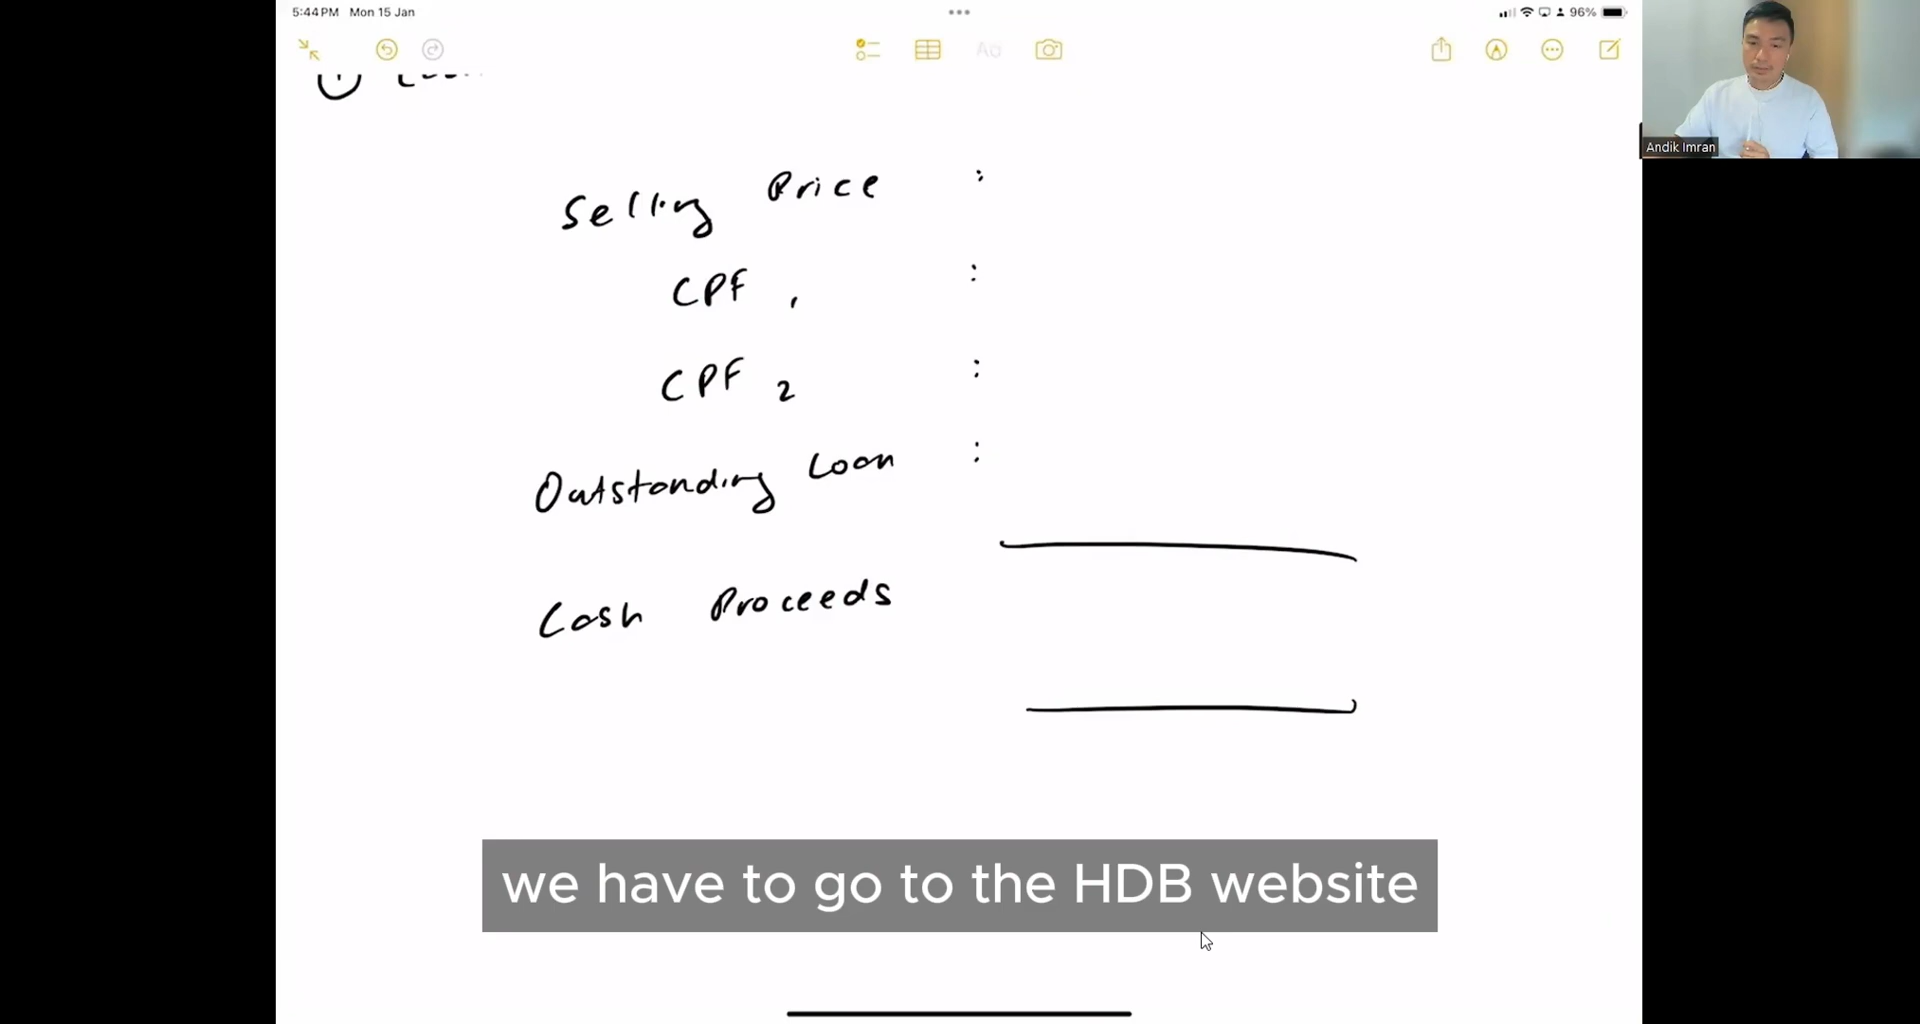 5:44 PM Mon 15 Jan
96%
Aa
Andik Imran
Selling Price :
CPF 1 :
CPF 2 :
Outstanding Loan :
Cash Proceeds
we have to go to the HDB website